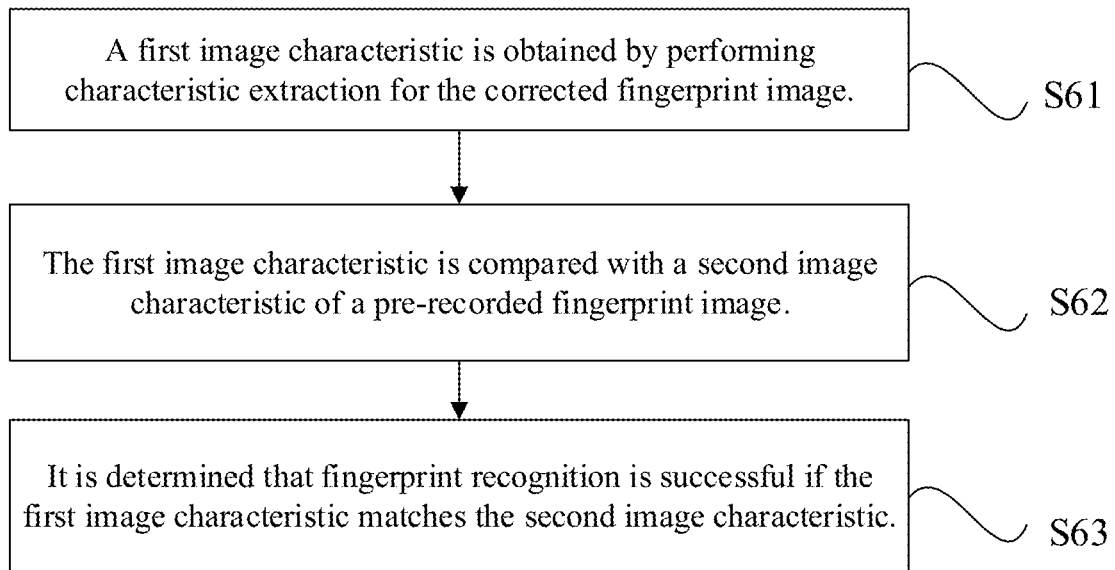 A first image characteristic is obtained by performing
characteristic extraction for the corrected fingerprint image.
S61
The first image characteristic is compared with a second image
characteristic of a pre-recorded fingerprint image.
S62
It is determined that fingerprint recognition is successful if the
first image characteristic matches the second image characteristic.
S63